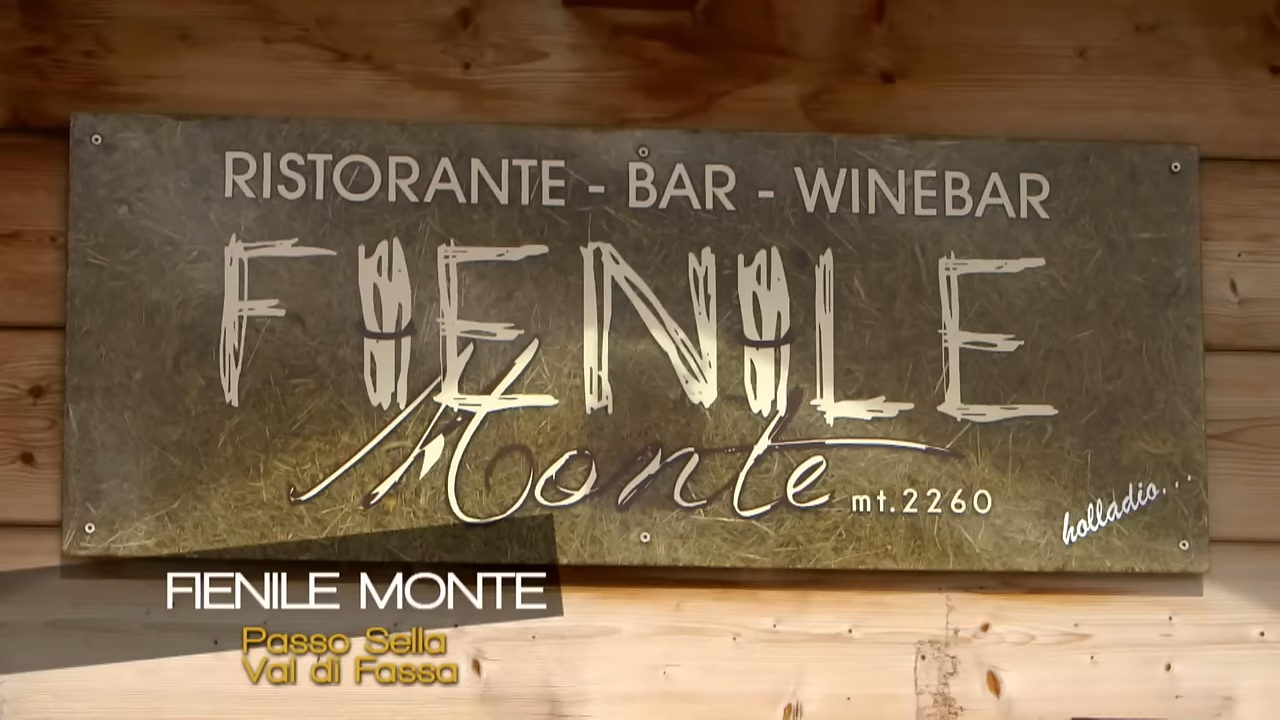 RISTORANTE - BAR - WINEBAR
FIENILE
Monte mt.2260
holladio...
FIENILE MONTE
Passo Sella
Val di Fassa